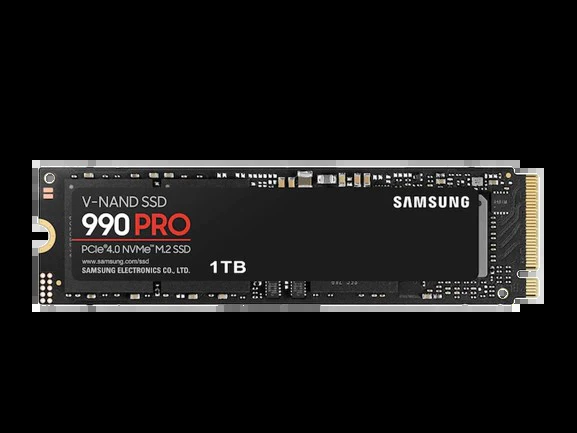 V-NAND SSD
SAMSUNG
990 PRO
PCIe®4.0 NVMe™ M.2 SSD
www.samsung.com/ssd
SAMSUNG ELECTRONICS CO., LTD.
1TB